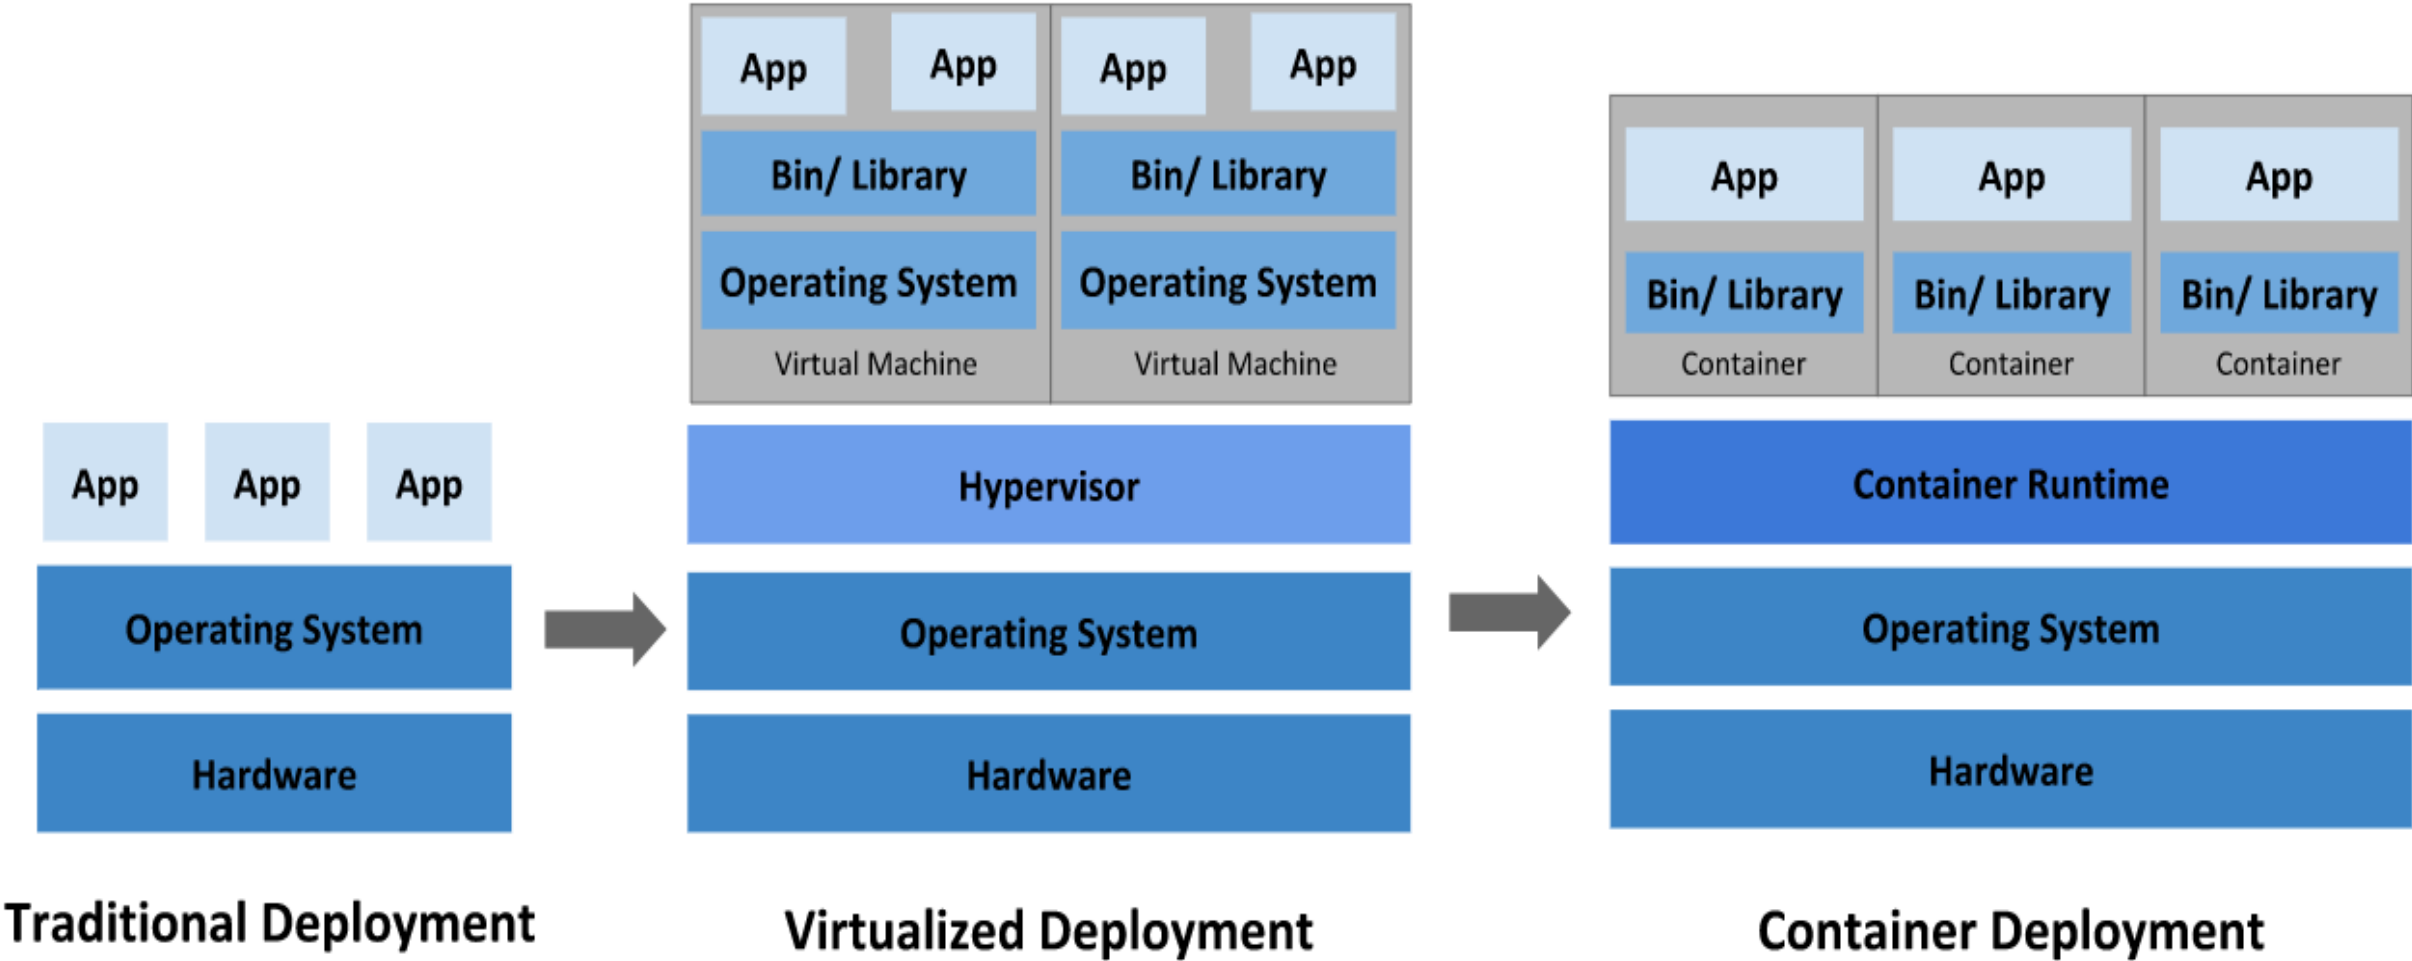 App
App
App
Operating System
Hardware
Traditional Deployment
App
App
App
App
Bin/ Library
Bin/ Library
Operating System
Operating System
Virtual Machine
Virtual Machine
Hypervisor
Operating System
Hardware
Virtualized Deployment
App
App
App
Bin/ Library
Bin/ Library
Bin/ Library
Container
Container
Container
Container Runtime
Operating System
Hardware
Container Deployment